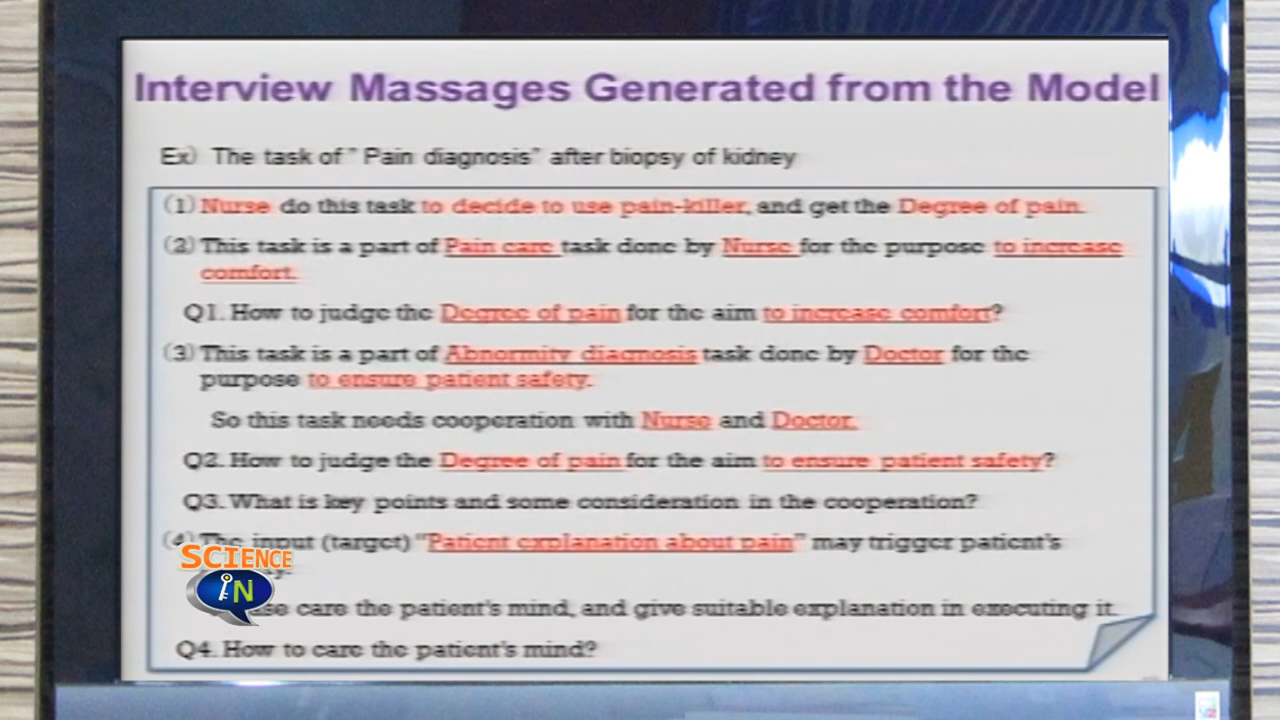 Interview Massages Generated from the Model
Ex) The task of " Pain diagnosis" after biopsy of kidney
(1) Nurse do this task to decide to use pain-killer, and get the Degree of pain.
(2) This task is a part of Pain care task done by Nurse for the purpose to increase
comfort.
Q1. How to judge the Degree of pain for the aim to increase comfort?
(3) This task is a part of Abnormity diagnosis task done by Doctor for the
purpose to ensure patient safety.
So this task needs cooperation with Nurse and Doctor.
Q2. How to judge the Degree of pain for the aim to ensure patient safety?
Q3. What is key points and some consideration in the cooperation?
(4) The input (target) "Patient explanation about pain" may trigger patient's
care the patient's mind, and give suitable explanation in executing it.
Q4. How to care the patient's mind?
SCIENCE
iN